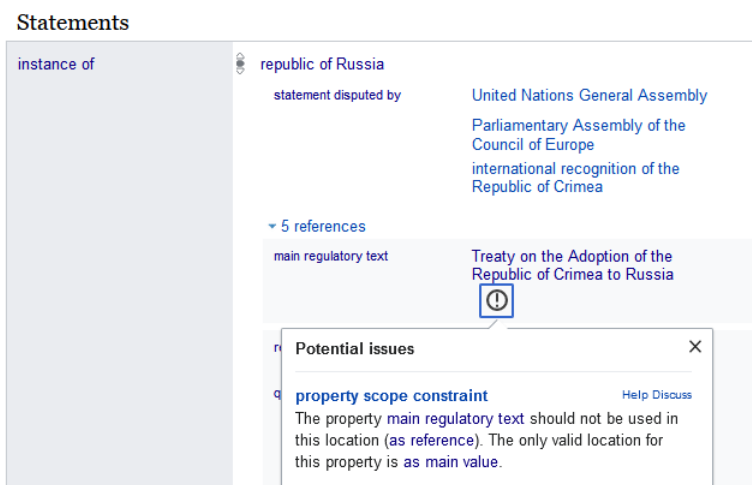 Statements
instance of
republic of Russia
statement disputed by
United Nations General Assembly
Parliamentary Assembly of the
Council of Europe
international recognition of the
Republic of Crimea
5 references
main regulatory text
Treaty on the Adoption of the
Republic of Crimea to Russia
Potential issues
property scope constraint
Help Discuss
The property main regulatory text should not be used in
this location (as reference). The only valid location for
this property is as main value.